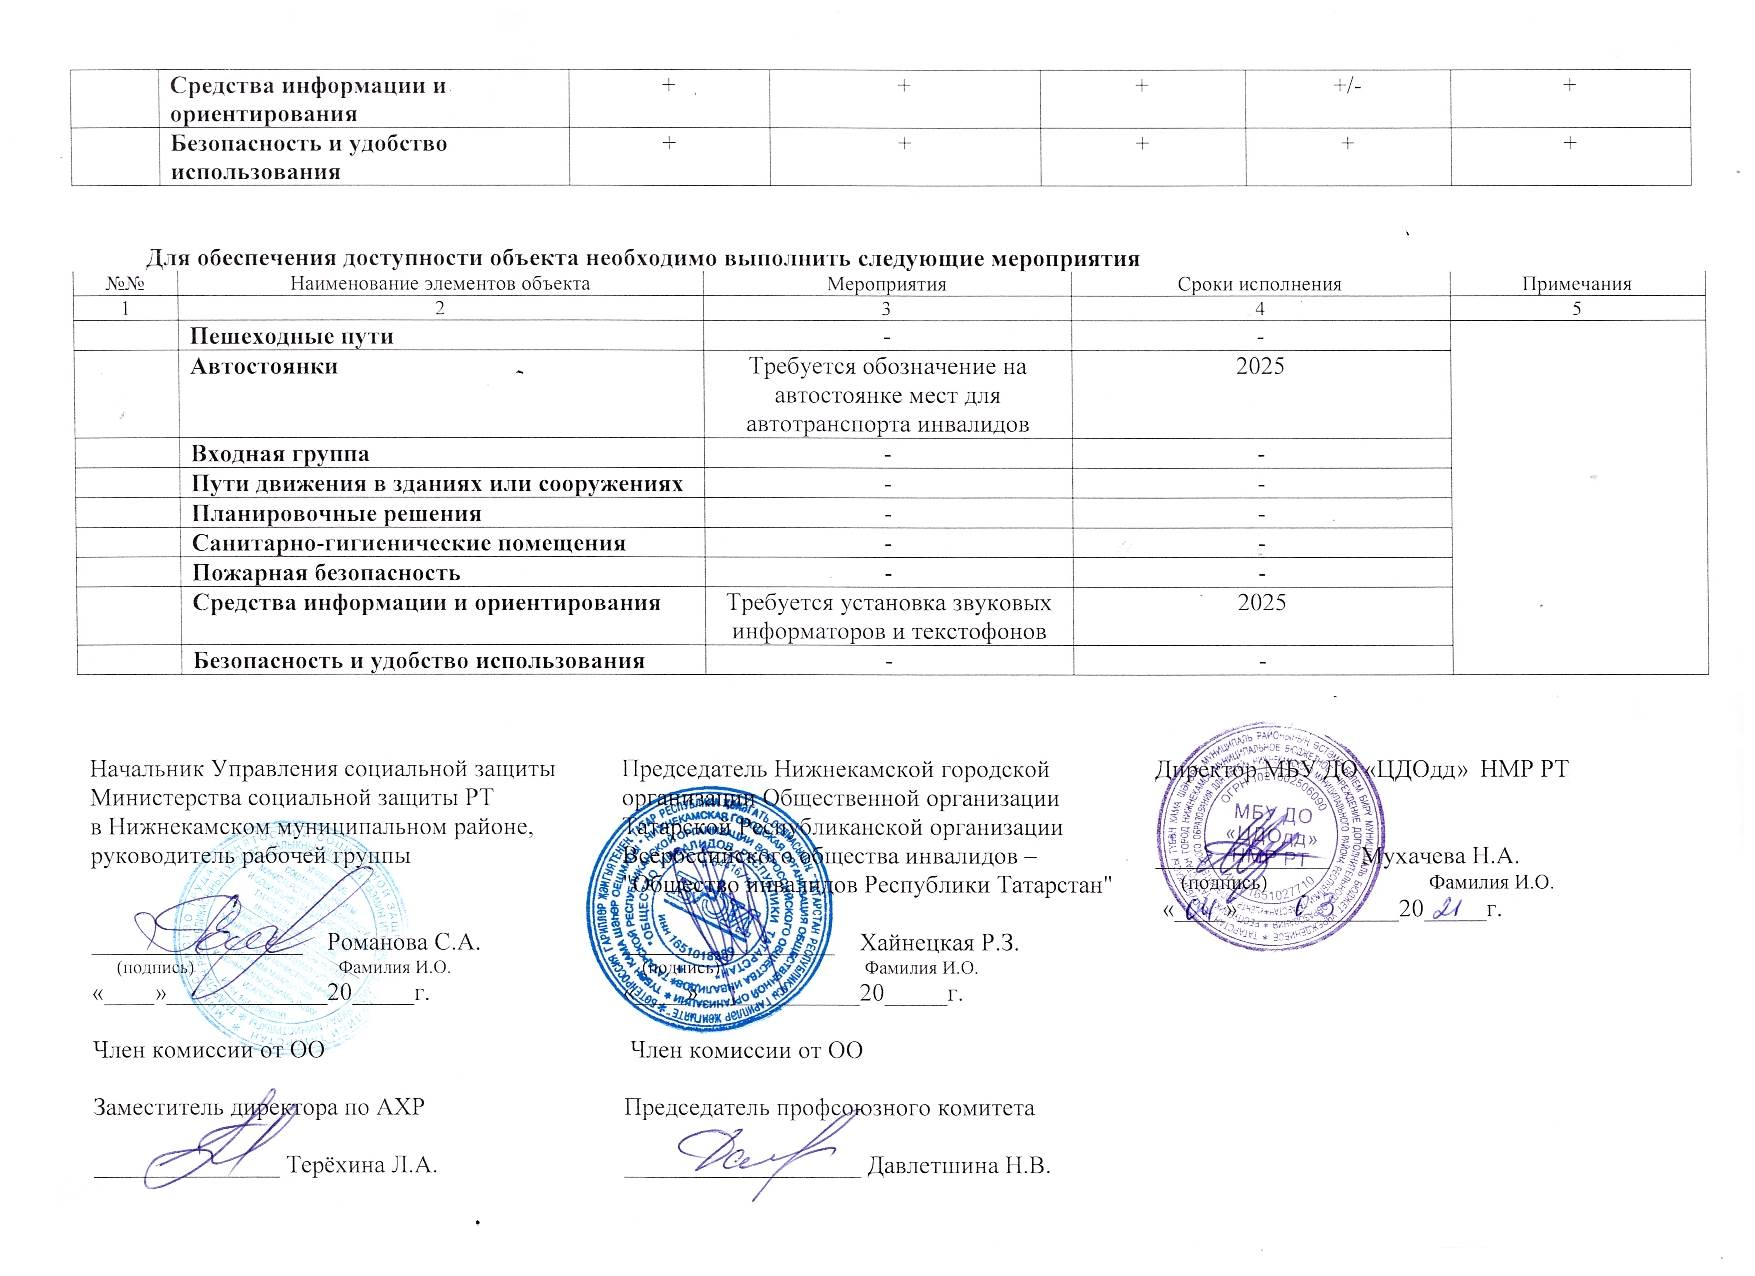 Средства информации и ориентирования + + + +/- +
Безопасность и удобство использования + + + + +
Для обеспечения доступности объекта необходимо выполнить следующие мероприятия
№№ Наименование элементов объекта Мероприятия Сроки исполнения Примечания
1 2 3 4 5
Пешеходные пути - -
Автостоянки Требуется обозначение на автостоянке мест для автотранспорта инвалидов 2025
Входная группа - -
Пути движения в зданиях или сооружениях - -
Планировочные решения - -
Санитарно-гигиенические помещения - -
Пожарная безопасность - -
Средства информации и ориентирования Требуется установка звуковых информаторов и текстофонов 2025
Безопасность и удобство использования - -
Начальник Управления социальной защиты
Министерства социальной защиты РТ
в Нижнекамском муниципальном районе,
руководитель рабочей группы
Романова С.А.
(подпись) Фамилия И.О.
«____»____________20_____г.
Член комиссии от ОО
Заместитель директора по АХР
Терёхина Л.А.
Председатель Нижнекамской городской
организации Общественной организации
Татарской Республиканской организации
Всероссийского общества инвалидов –
"Общество инвалидов Республики Татарстан"
Хайнецкая Р.З.
(подпись) Фамилия И.О.
«____»____________20_____г.
Член комиссии от ОО
Председатель профсоюзного комитета
Давлетшина Н.В.
Директор МБУ ДО «ЦДОдд» НМР РТ
МБУ ДО
«ЦДОдд»
НМР РТ
Мухачева Н.А.
(подпись) Фамилия И.О.
«04» 20 21 г.